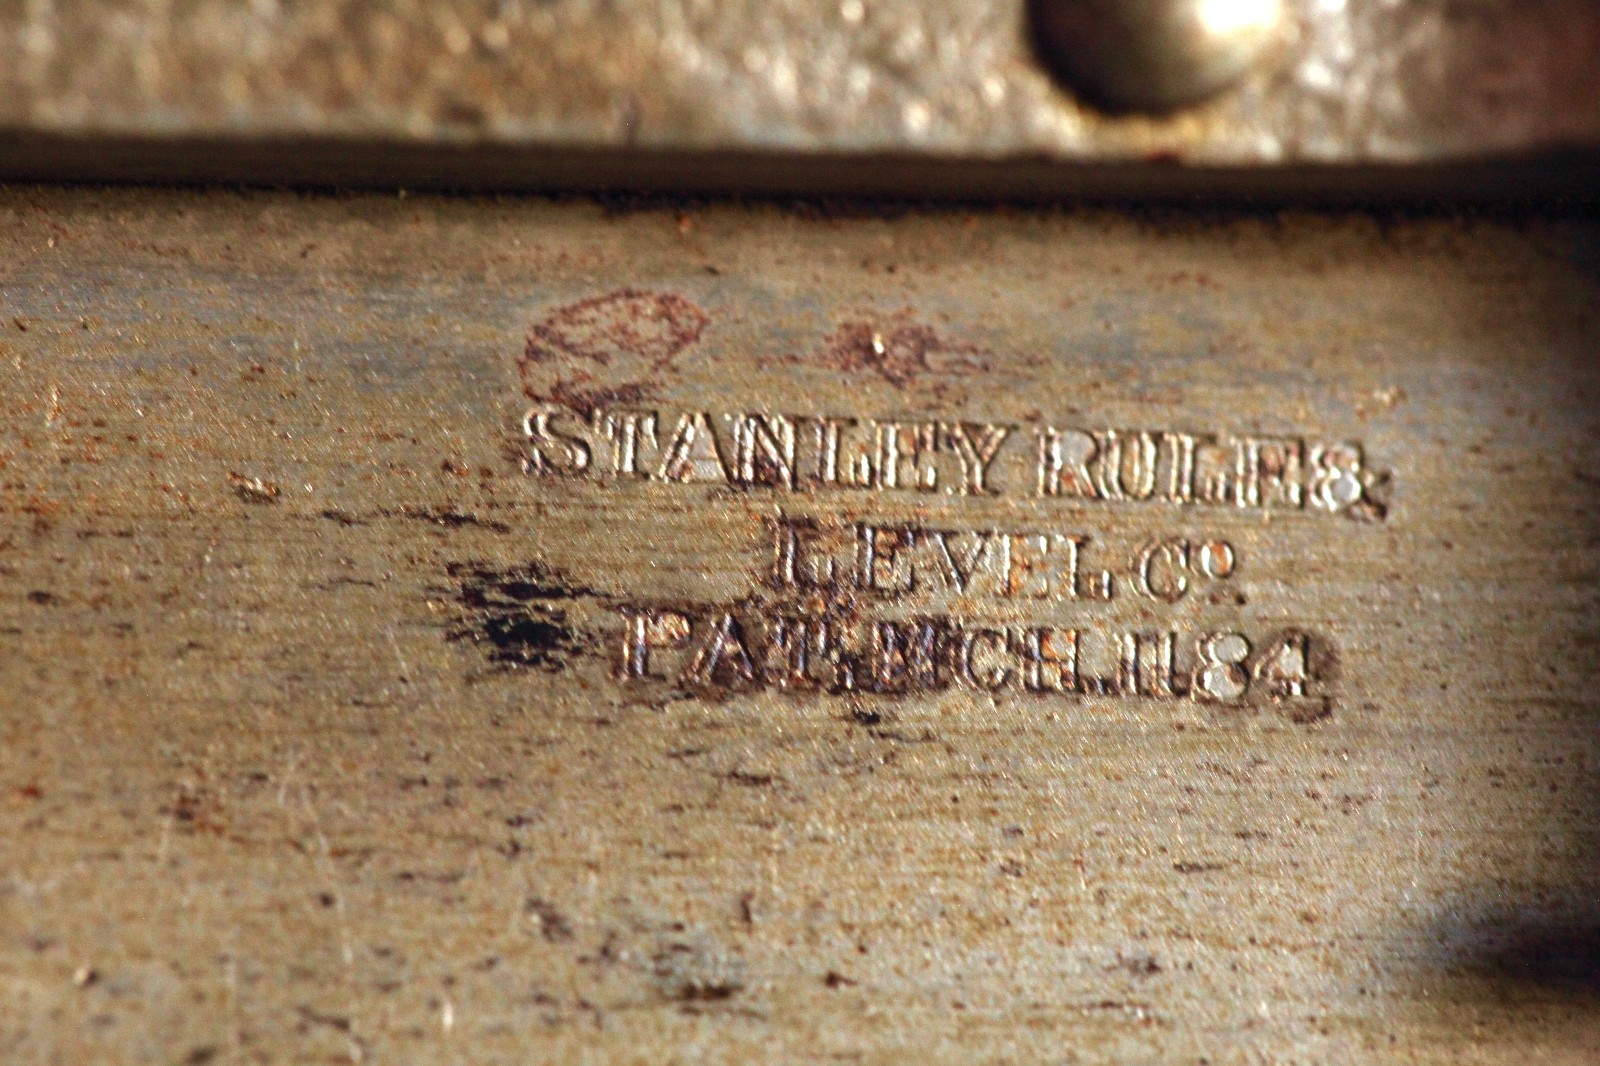 STANLEY RULE &
LEVEL Cº
PAT. MCH. 11. 84